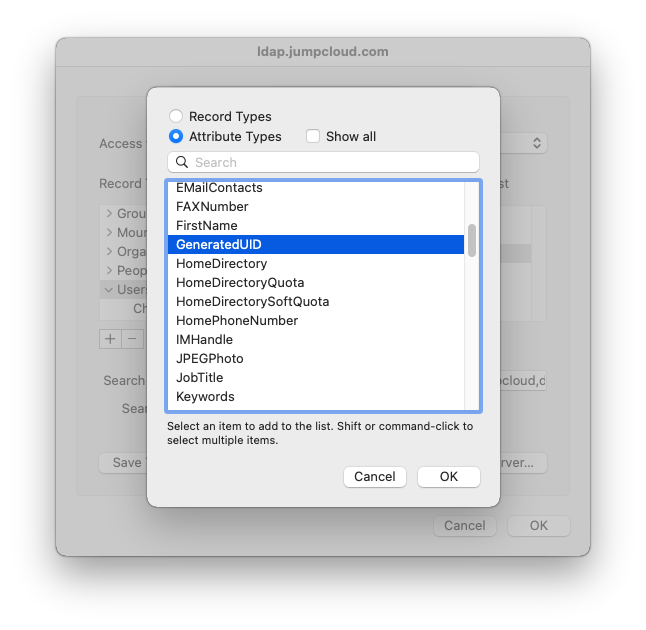 ldap.jumpcloud.com
Record Types
Attribute Types
Show all
Access
Search
Record
st
EMailContacts
FAXNumber
FirstName
GeneratedUID
HomeDirectory
HomeDirectoryQuota
HomeDirectorySoftQuota
HomePhoneNumber
IMHandle
JPEGPhoto
JobTitle
Keywords
Grou
Moun
Orga
Peop
Users
Ch
Search
pcloud,d
Sear
Select an item to add to the list. Shift or command-click to
select multiple items.
Save
rver...
Cancel
OK
Cancel
OK